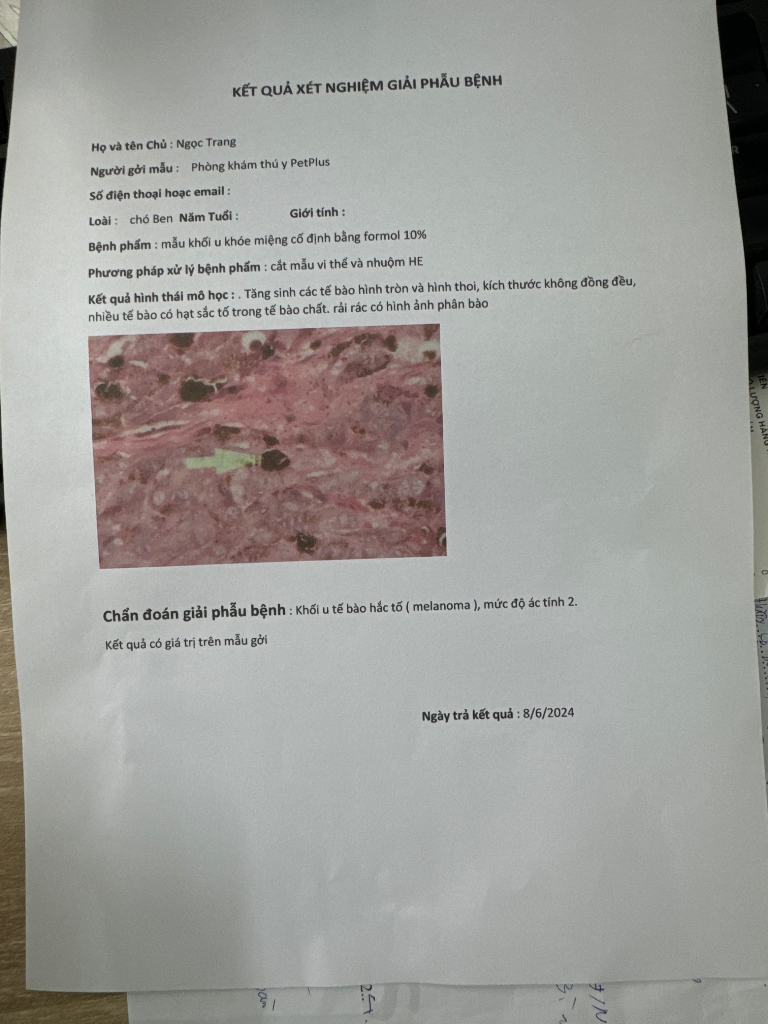 KẾT QUẢ XÉT NGHIỆM GIẢI PHẪU BỆNH
Họ và tên Chủ : Ngọc Trang
Người gởi mẫu : Phòng khám thú y PetPlus
Số điện thoại hoạc email :
Loài : chó Ben Năm Tuổi : Giới tính :
Bệnh phẩm : mẫu khối u khóe miệng cố định bằng formol 10%
Phương pháp xử lý bệnh phẩm : cắt mẫu vi thể và nhuộm HE
Kết quả hình thái mô học : . Tăng sinh các tế bào hình tròn và hình thoi, kích thước không đồng đều,
nhiều tế bào có hạt sắc tố trong tế bào chất. rải rác có hình ảnh phân bào
Chẩn đoán giải phẫu bệnh : Khối u tế bào hắc tố ( melanoma ), mức độ ác tính 2.
Kết quả có giá trị trên mẫu gởi
Ngày trả kết quả : 8/6/2024
LƯỢNG HÀNG